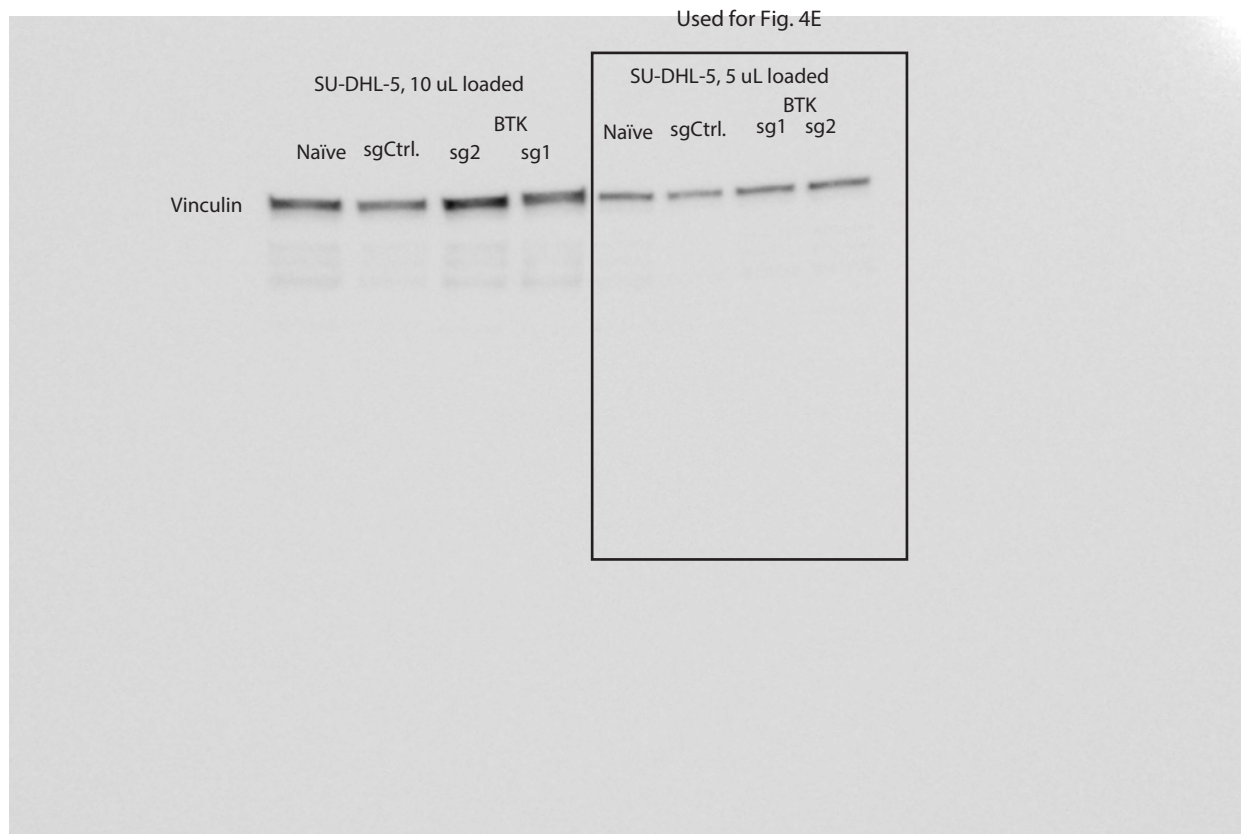 Used for Fig. 4E
SU-DHL-5, 10 uL loaded
BTK
Naïve sgCtrl. sg2 sg1
Vinculin
SU-DHL-5, 5 uL loaded
BTK
Naïve sgCtrl. sg1 sg2